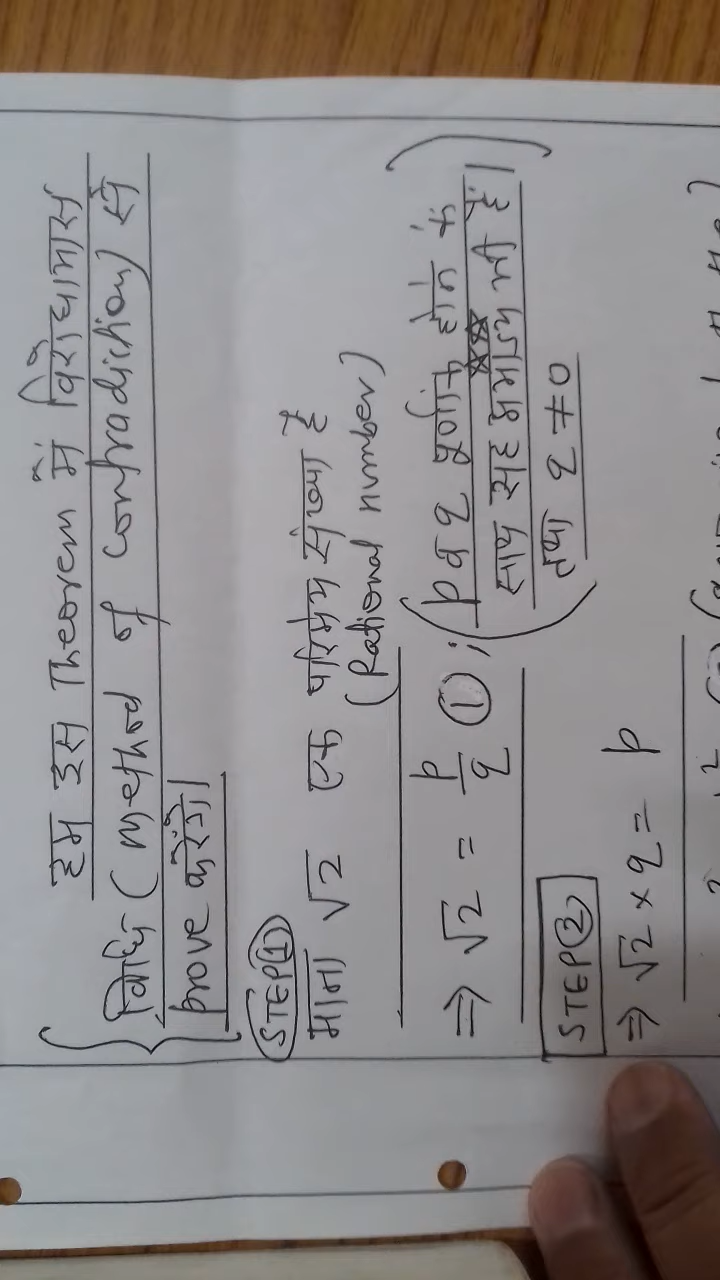 हम इस Theorem में विरोधाभास
विधि (method of contradiction) से
prove करेंगे।
STEP ①
माना √2 एक परिमेय संख्या है
(Rational number)
⇒ √2 = p/q ① ; (p व q पूर्णांक होने के
साथ सह अभाज्य भी है।
तथा q ≠ 0)
STEP ②
⇒ √2 × q = p